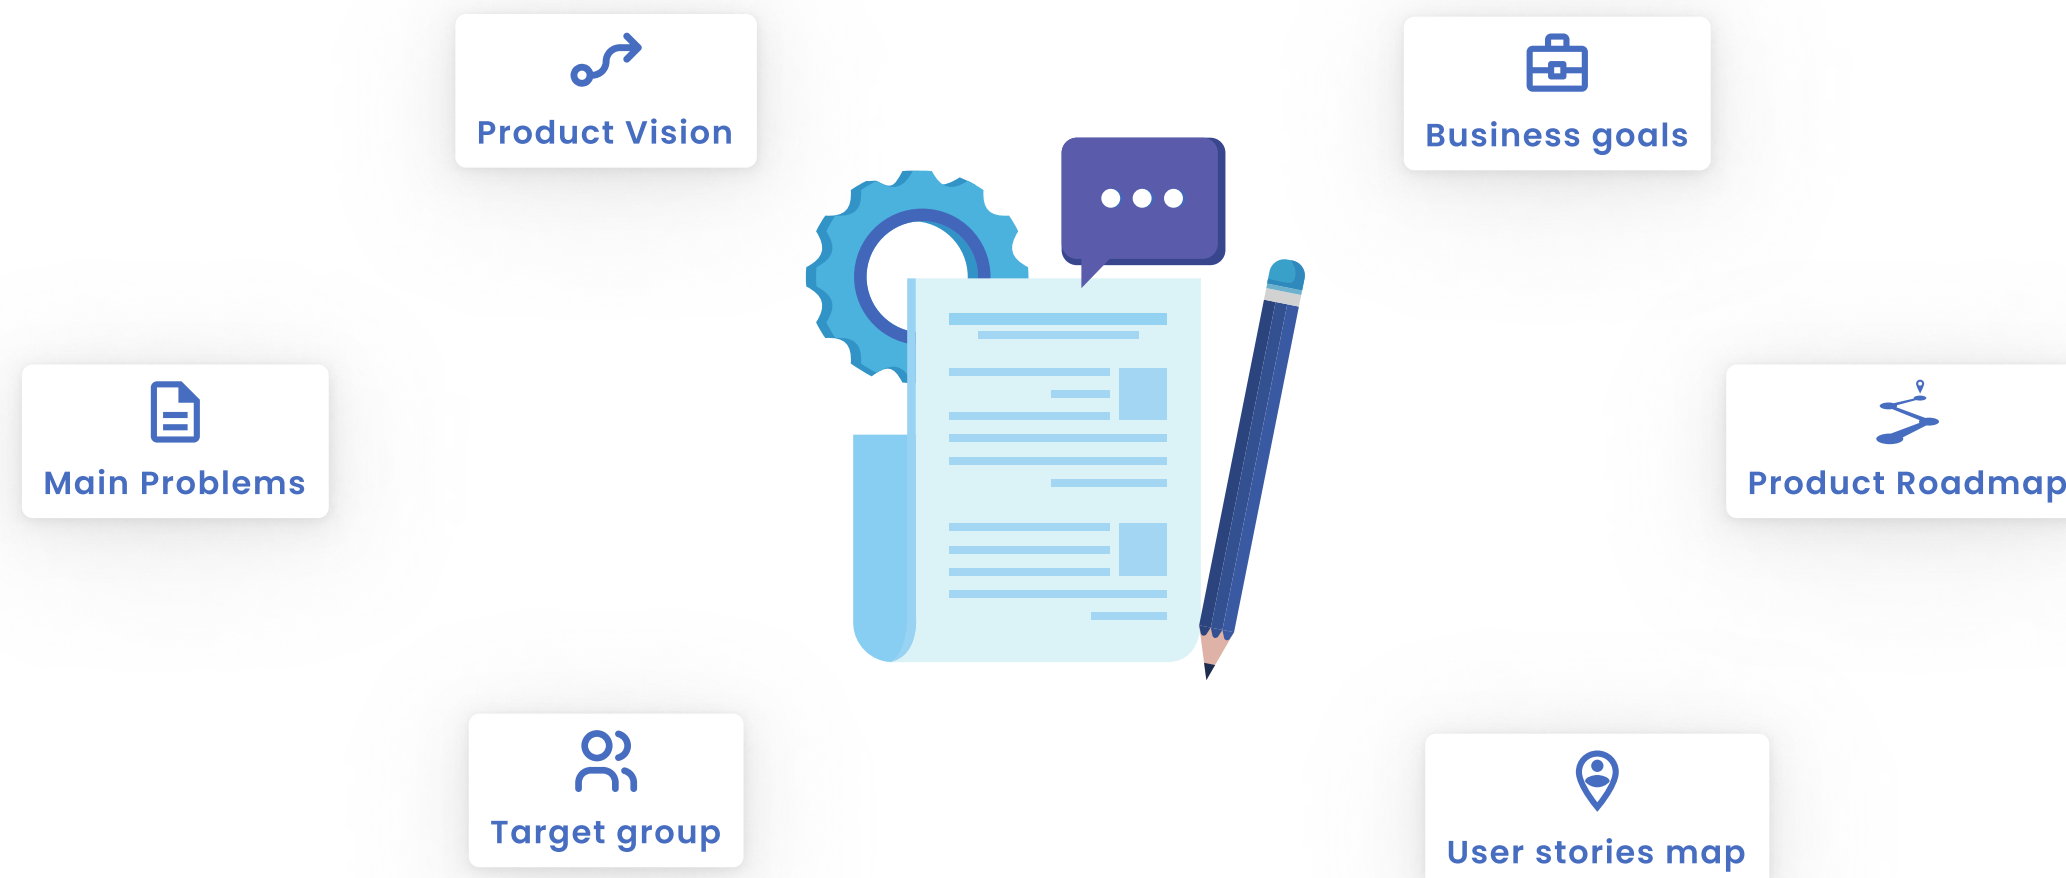 Product Vision
Business goals
Main Problems
Product Roadmap
Target group
User stories map